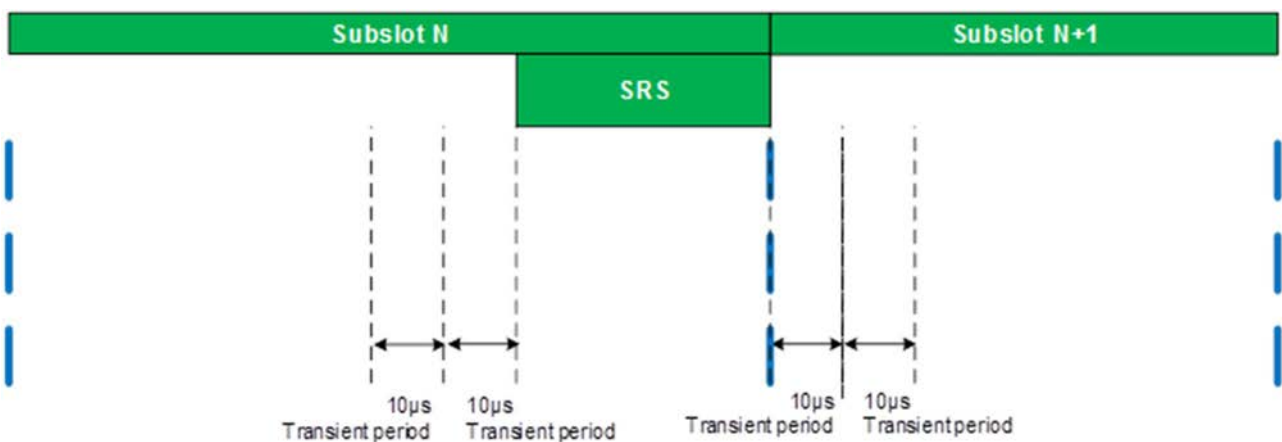 Subslot N
Subslot N+1
SRS
10µs
Transient period
10µs
Transient period
10µs
Transient period
10µs
Transient period